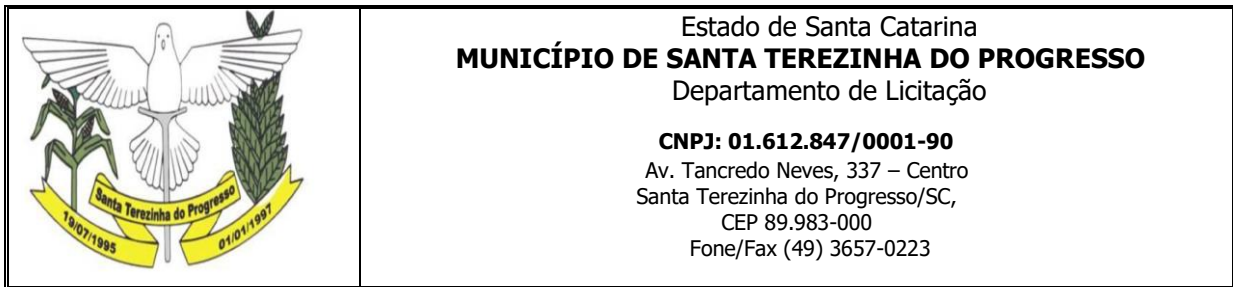 Santa Terezinha do Progresso
19/07/1995
01/01/1997
Estado de Santa Catarina
MUNICÍPIO DE SANTA TEREZINHA DO PROGRESSO
Departamento de Licitação
CNPJ: 01.612.847/0001-90
Av. Tancredo Neves, 337 – Centro
Santa Terezinha do Progresso/SC,
CEP 89.983-000
Fone/Fax (49) 3657-0223